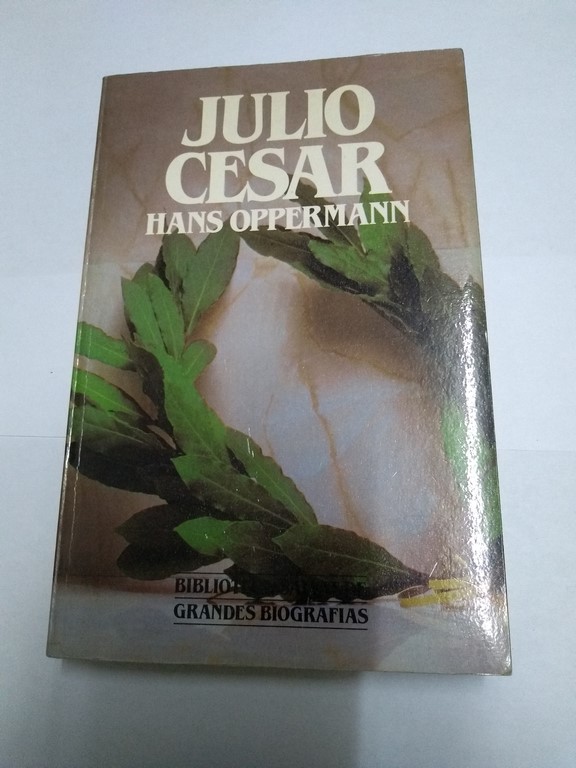 JULIO
CESAR
HANS OPPERMANN
GRANDES BIOGRAFIAS